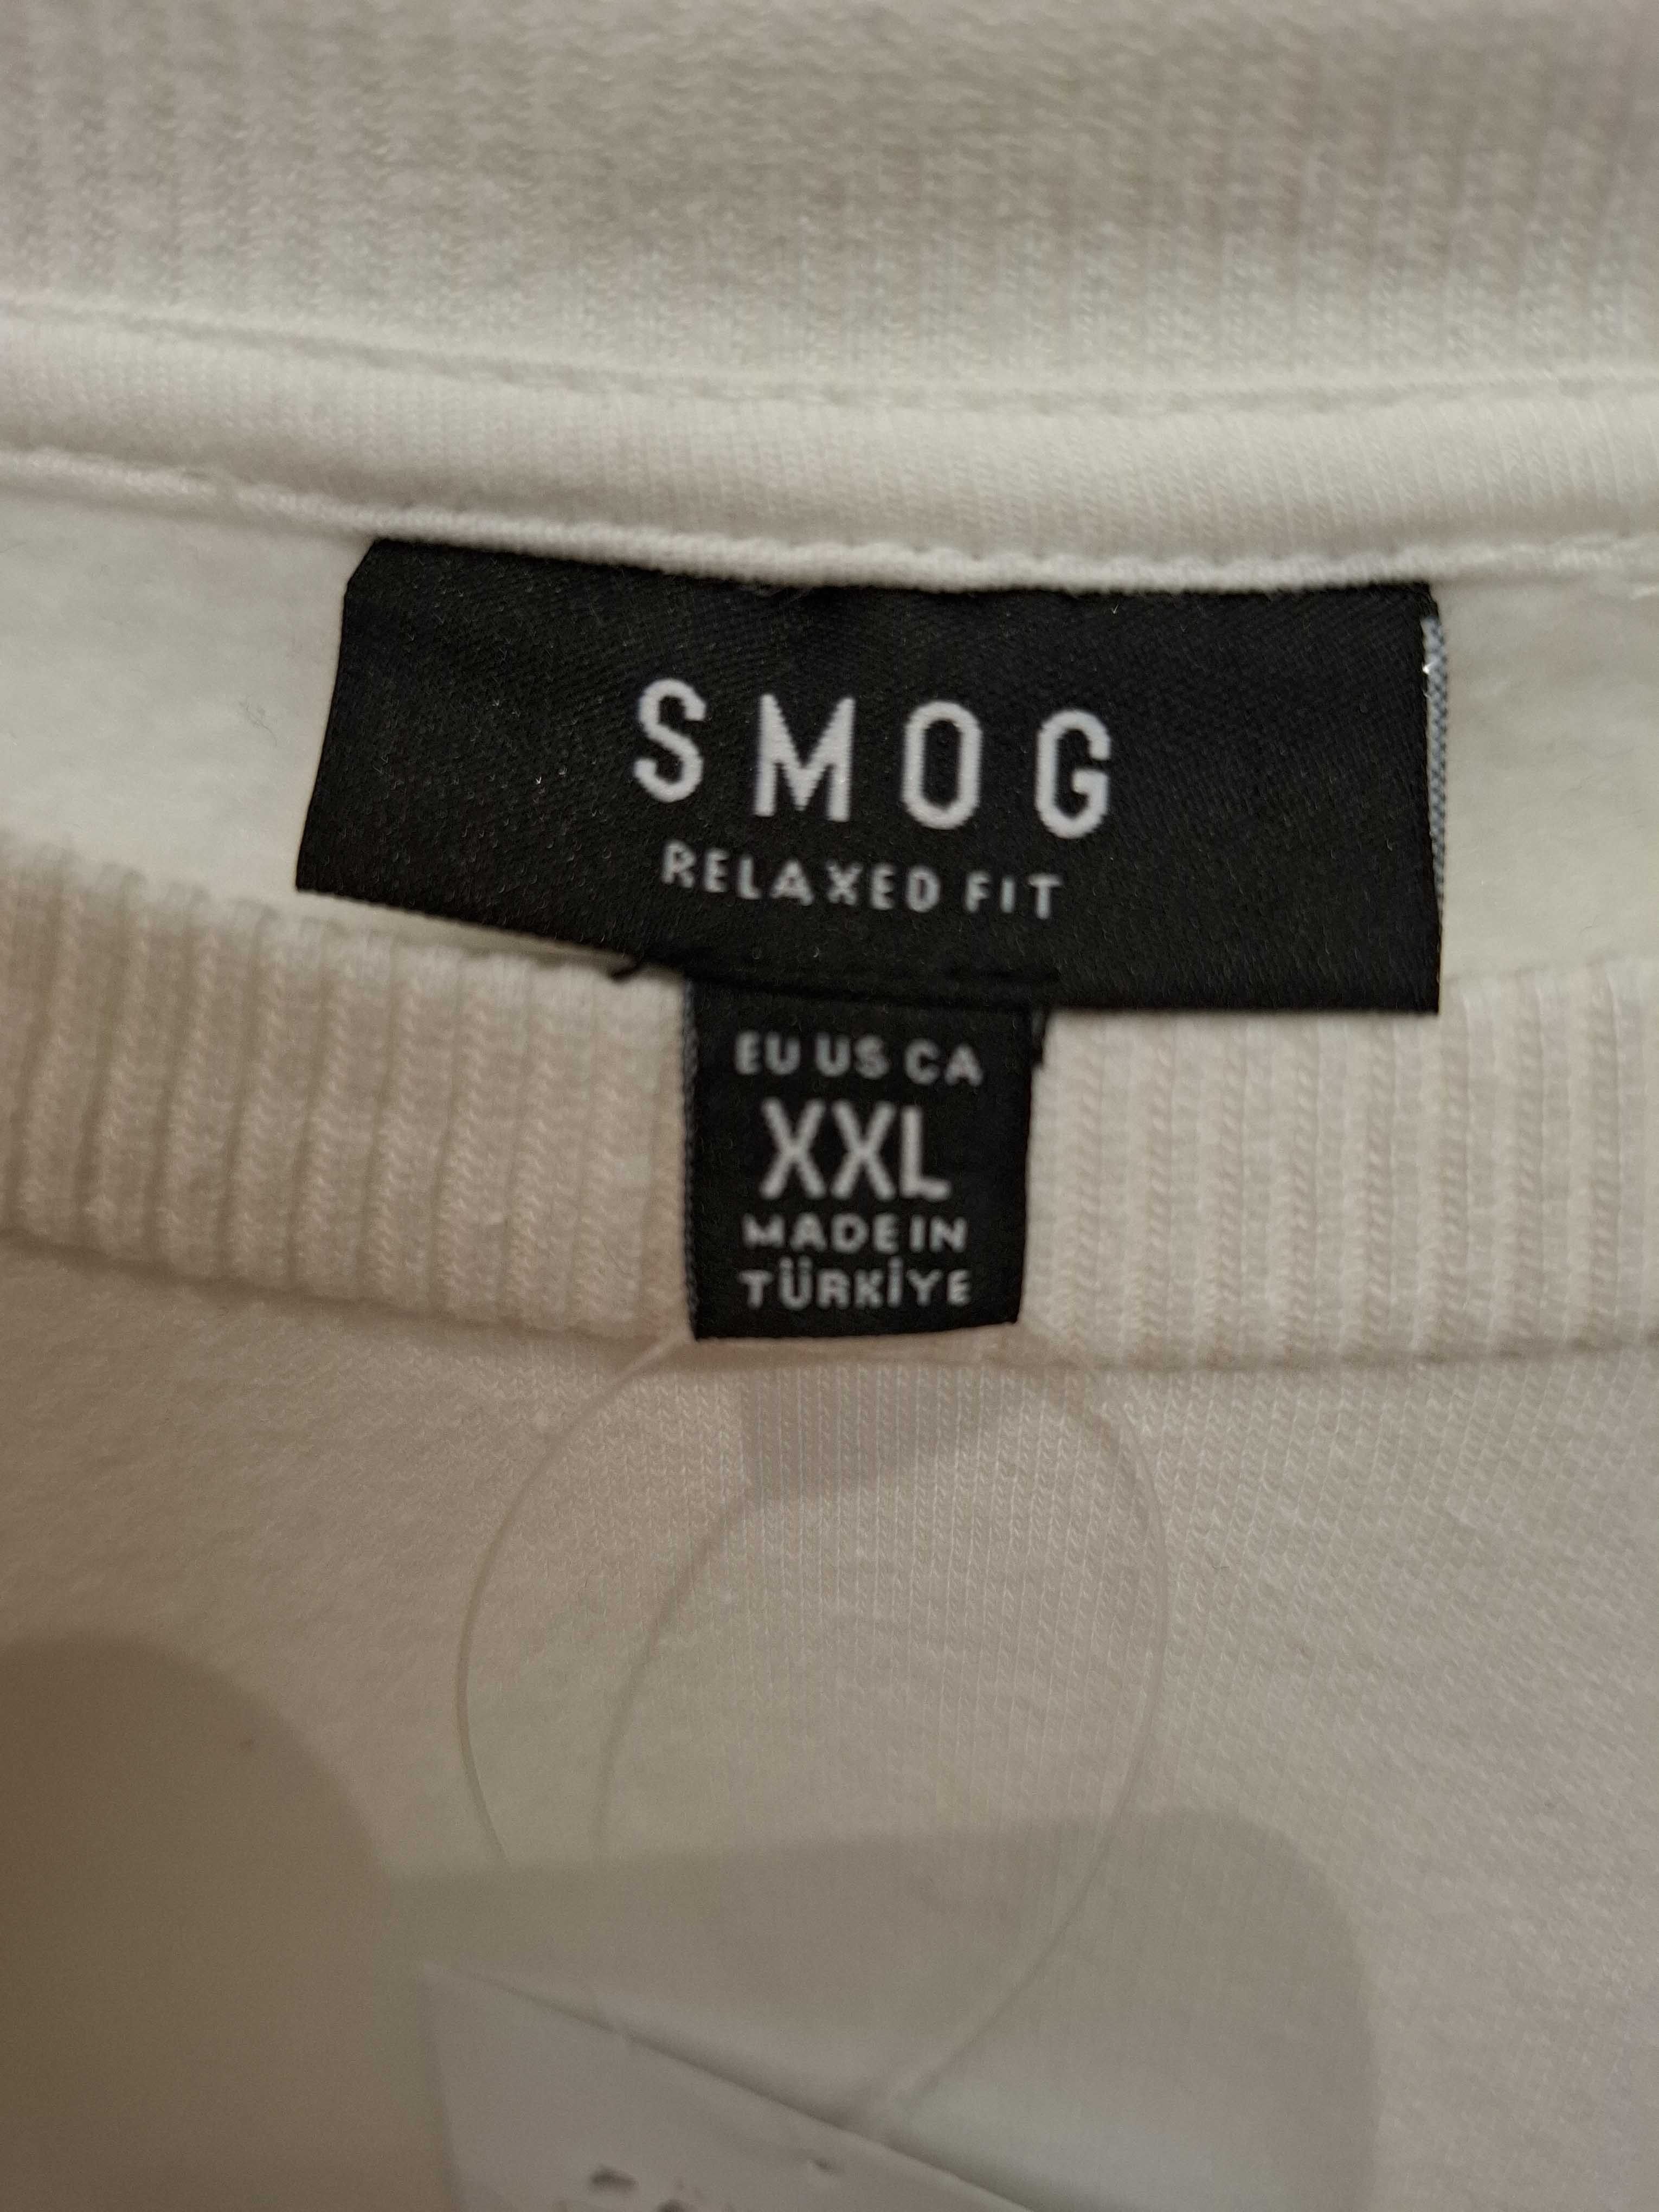 SMOG
RELAXED FIT
EU US CA
XXL
MADE IN
TÜRKİYE